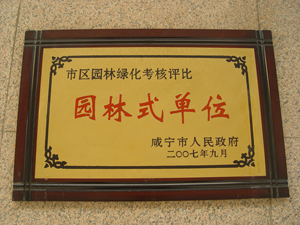 市区园林绿化考核评比
园林式单位
咸宁市人民政府
二〇〇七年九月